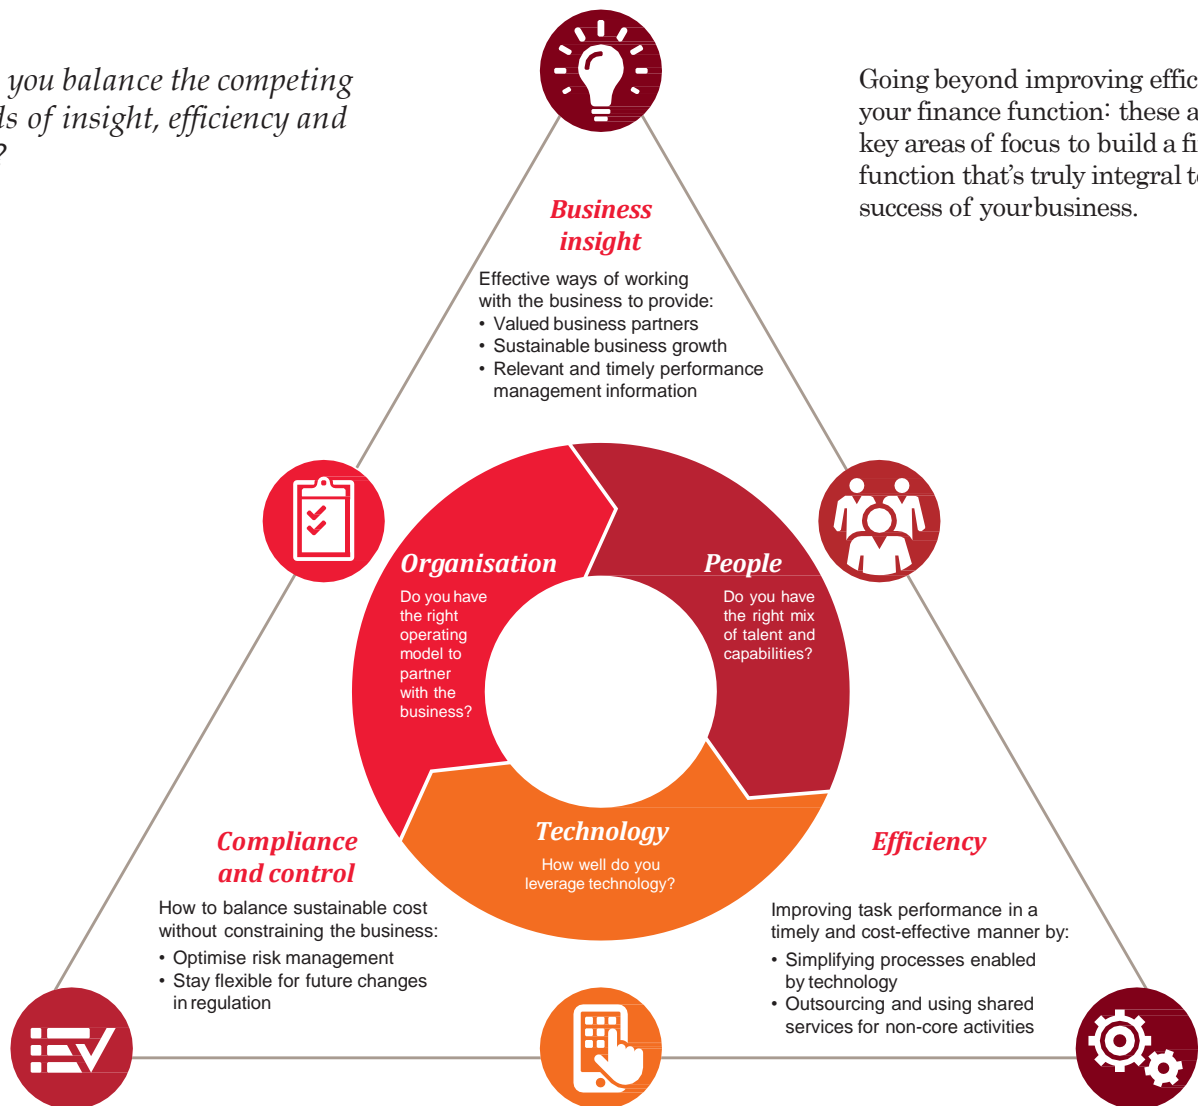 you balance the competing
of insight, efficiency and
?
Going beyond improving
your finance function: these
key areas of focus to build a
function that's truly integral
success of yourbusiness.
Business
insight
Effective ways of working
with the business to provide:
• Valued business partners
• Sustainable business growth
• Relevant and timely performance
management information
Organisation
Do you have
the right
operating
model to
partner
with the
business?
People
Do you have
the right mix
of talent and
capabilities?
Technology
How well do you
leverage technology?
Compliance
and control
How to balance sustainable cost
without constraining the business:
• Optimise risk management
• Stay flexible for future changes
in regulation
Efficiency
Improving task performance in a
timely and cost-effective manner by:
• Simplifying processes enabled
by technology
• Outsourcing and using shared
services for non-core activities